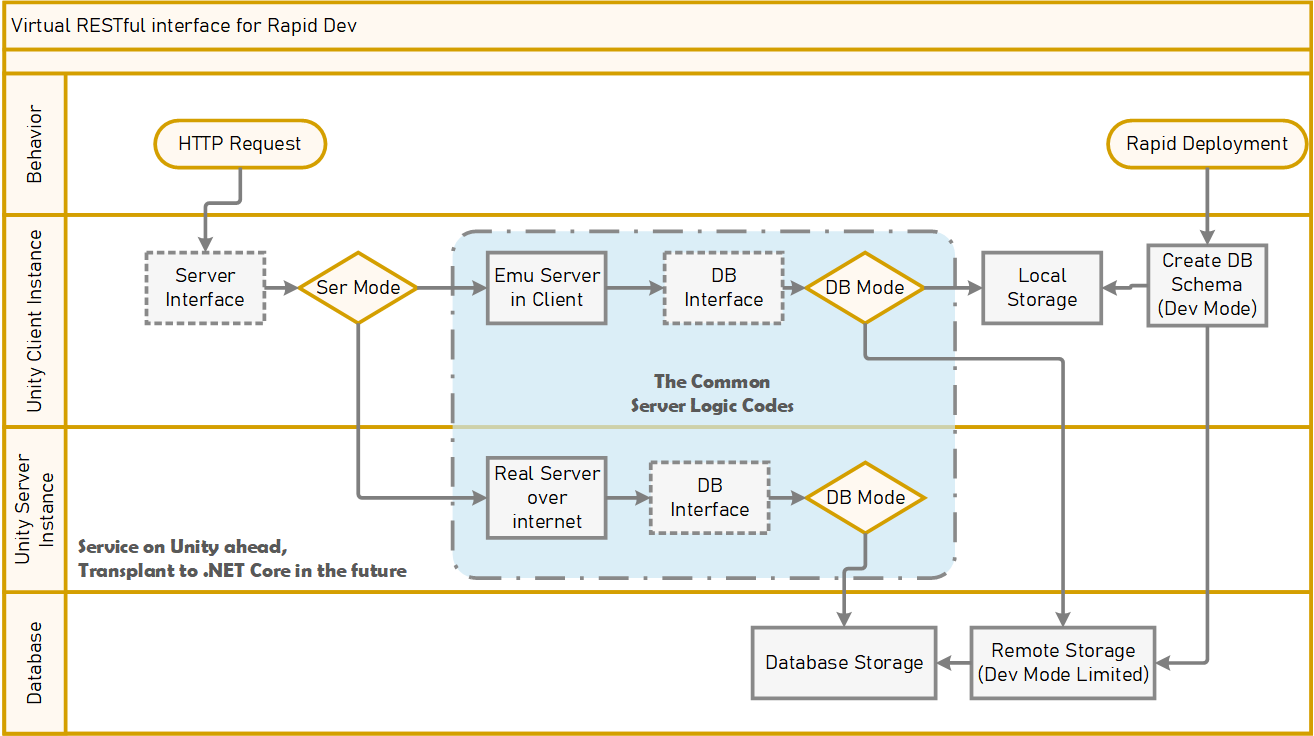 Virtual RESTful interface for Rapid Dev
Behavior
HTTP Request
Rapid Deployment
Unity Client Instance
Server
Interface
Ser Mode
Emu Server
in Client
DB
Interface
DB Mode
Local
Storage
Create DB
Schema
(Dev Mode)
The Common
Server Logic Codes
Unity Server
Instance
Real Server
over
internet
DB
Interface
DB Mode
Service on Unity ahead,
Transplant to .NET Core in the future
Database
Database Storage
Remote Storage
(Dev Mode Limited)